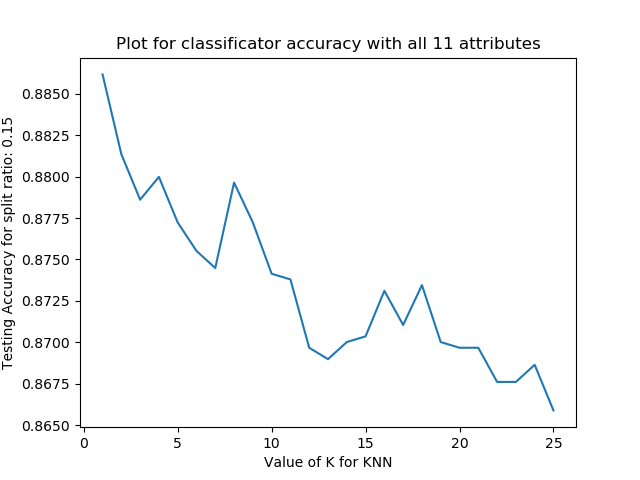 Plot for classificator accuracy with all 11 attributes
Testing Accuracy for split ratio: 0.15
0.8850
0.8825
0.8800
0.8775
0.8750
0.8725
0.8700
0.8675
0.8650
0 5 10 15 20 25
Value of K for KNN